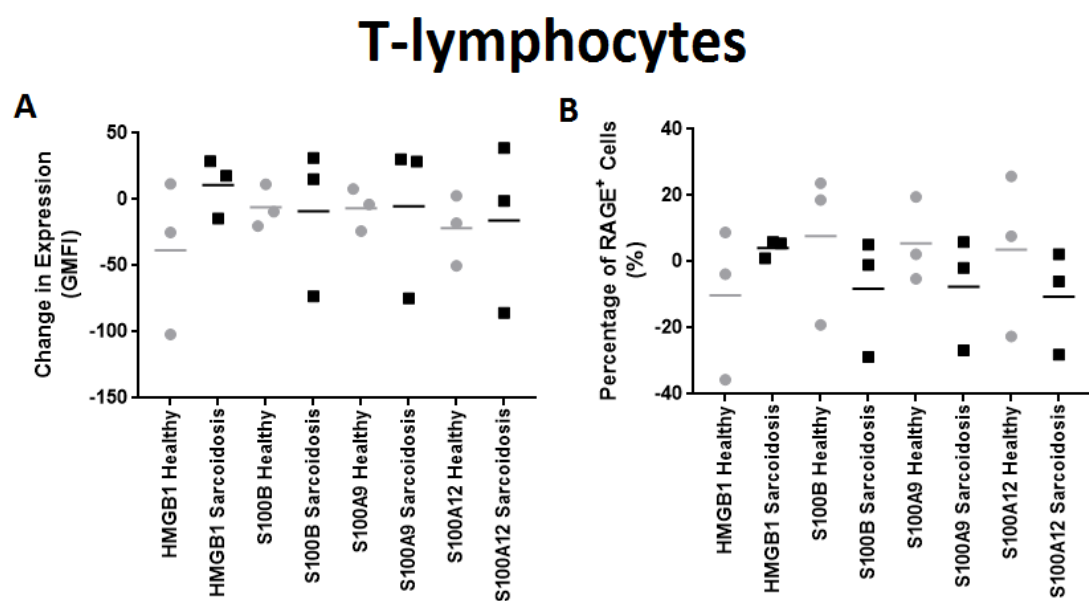 T-lymphocytes
A
Change in Expression
(GMFI)
50
0
-50
-100
-150
HMGB1 Healthy
HMGB1 Sarcoidosis
S100B Healthy
S100B Sarcoidosis
S100A9 Healthy
S100A9 Sarcoidosis
S100A12 Healthy
S100A12 Sarcoidosis
B
Percentage of RAGE⁺ Cells
(%)
40
20
0
-20
-40
HMGB1 Healthy
HMGB1 Sarcoidosis
S100B Healthy
S100B Sarcoidosis
S100A9 Healthy
S100A9 Sarcoidosis
S100A12 Healthy
S100A12 Sarcoidosis